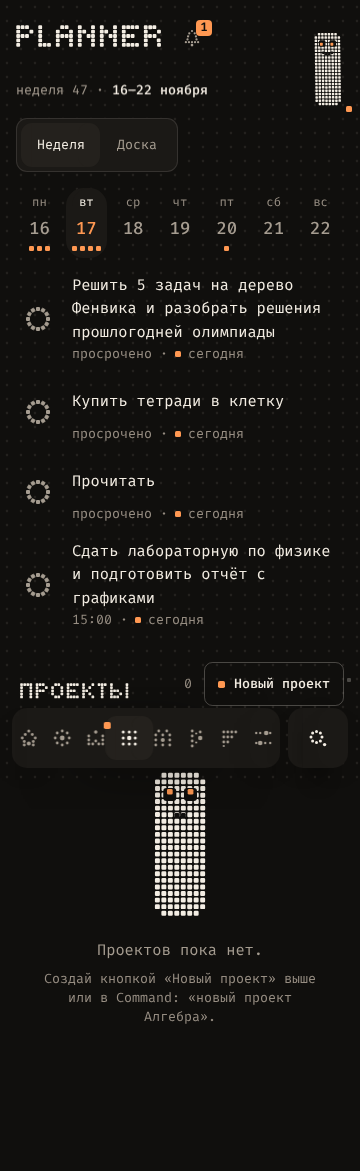 PLANNER
1
неделя 47 · 16—22 ноября
Неделя Доска
пн вт ср чт пт сб вс
16 17 18 19 20 21 22
Решить 5 задач на дерево
Фенвика и разобрать решения
прошлогодней олимпиады
просрочено · сегодня
Купить тетради в клетку
просрочено · сегодня
Прочитать
просрочено · сегодня
Сдать лабораторную по физике
и подготовить отчёт с
графиками
15:00 · сегодня
ПРОЕКТЫ 0 Новый проект
Проектов пока нет.
Создай кнопкой «Новый проект» выше
или в Command: «новый проект
Алгебра».